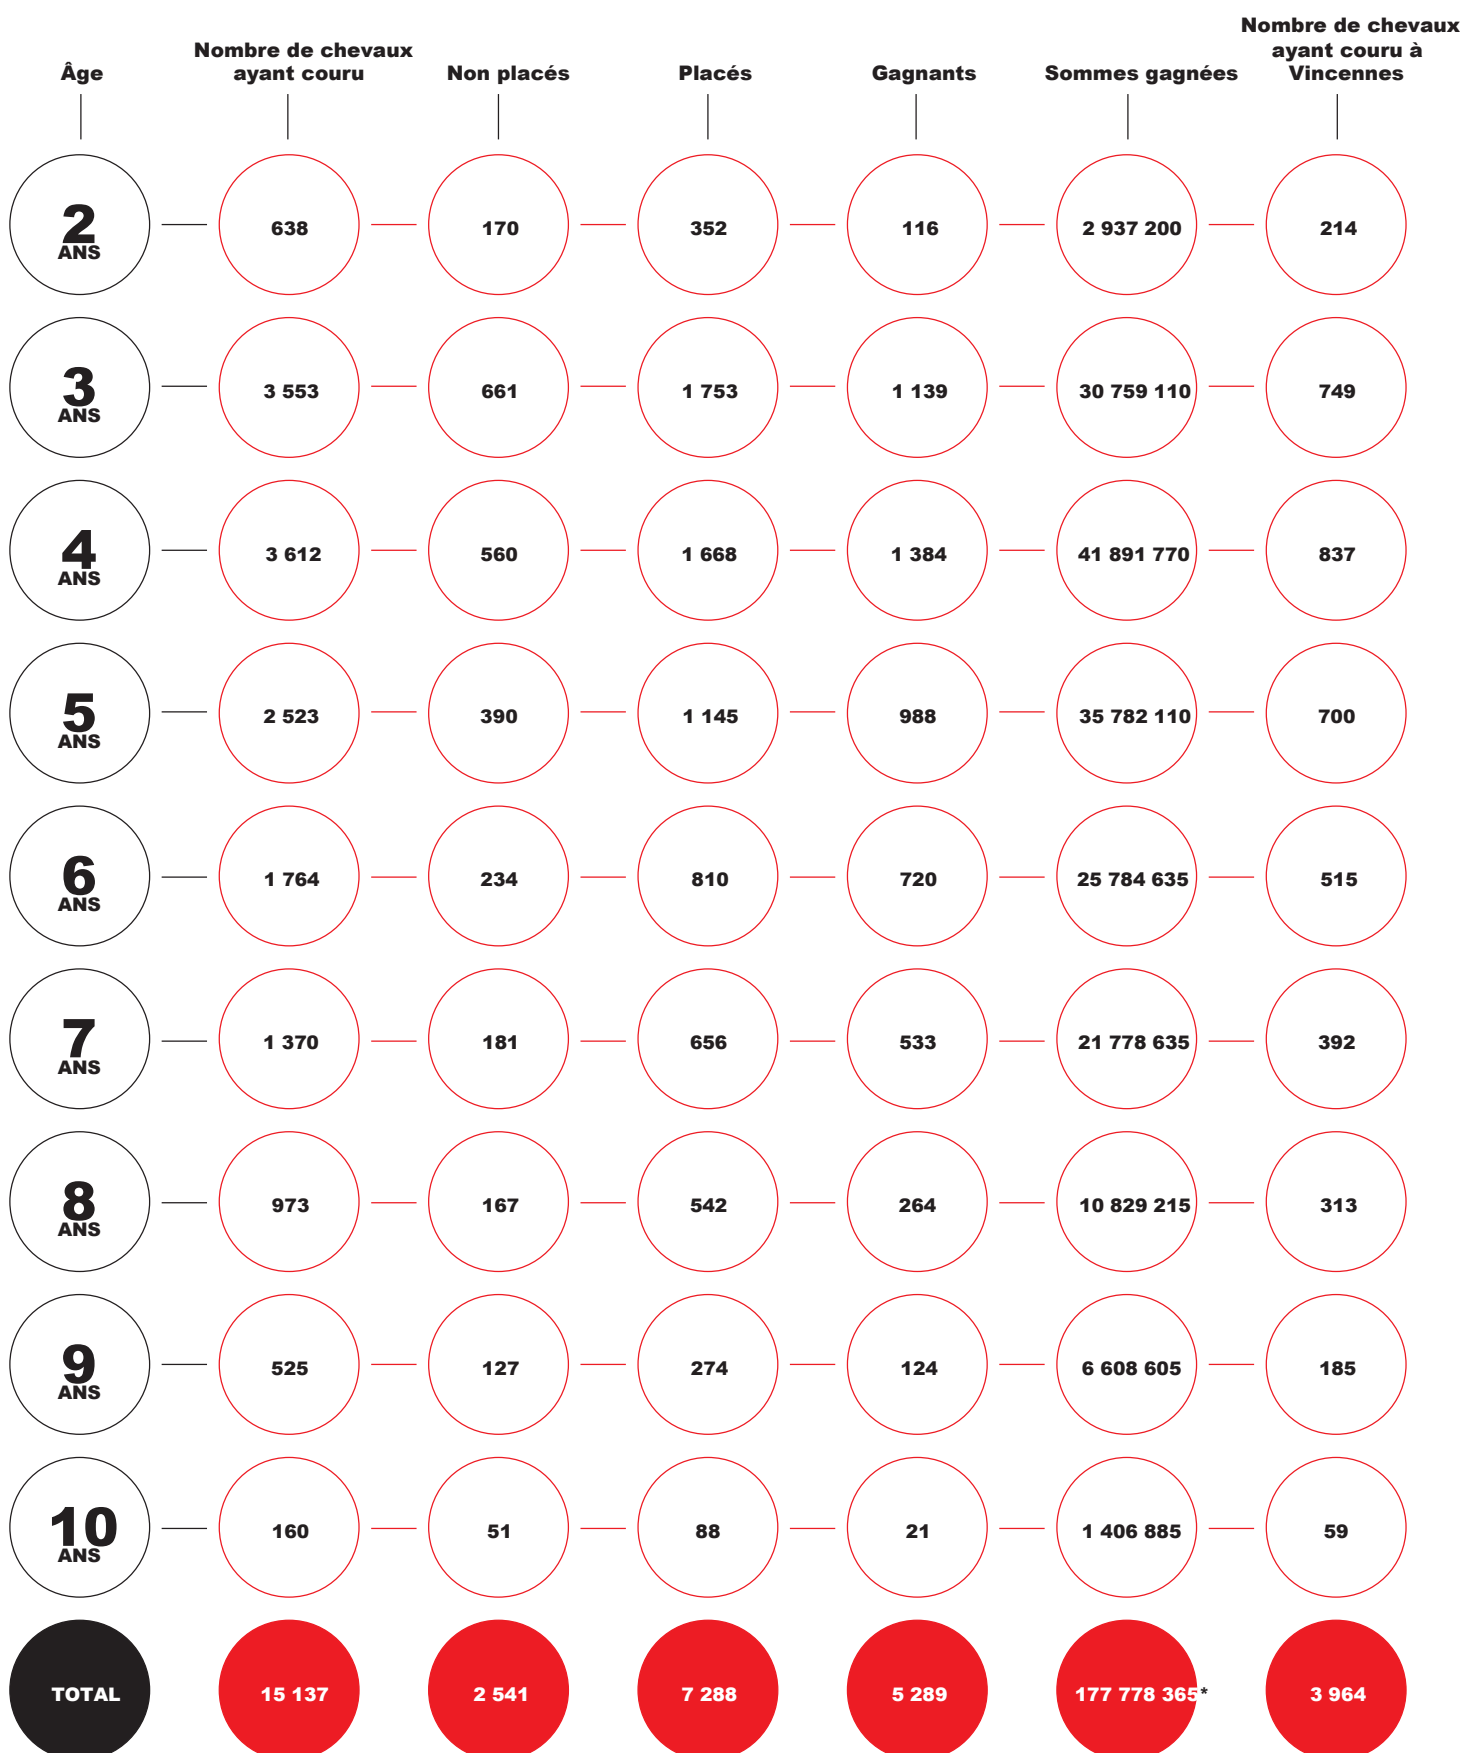 Âge
Nombre de chevaux
ayant couru
Non placés
Placés
Gagnants
Sommes gagnées
Nombre de chevaux
ayant couru à
Vincennes
2
ANS
638
170
352
116
2 937 200
214
3
ANS
3 553
661
1 753
1 139
30 759 110
749
4
ANS
3 612
560
1 668
1 384
41 891 770
837
5
ANS
2 523
390
1 145
988
35 782 110
700
6
ANS
1 764
234
810
720
25 784 635
515
7
ANS
1 370
181
656
533
21 778 635
392
8
ANS
973
167
542
264
10 829 215
313
9
ANS
525
127
274
124
6 608 605
185
10
ANS
160
51
88
21
1 406 885
59
TOTAL
15 137
2 541
7 288
5 289
177 778 365*
3 964